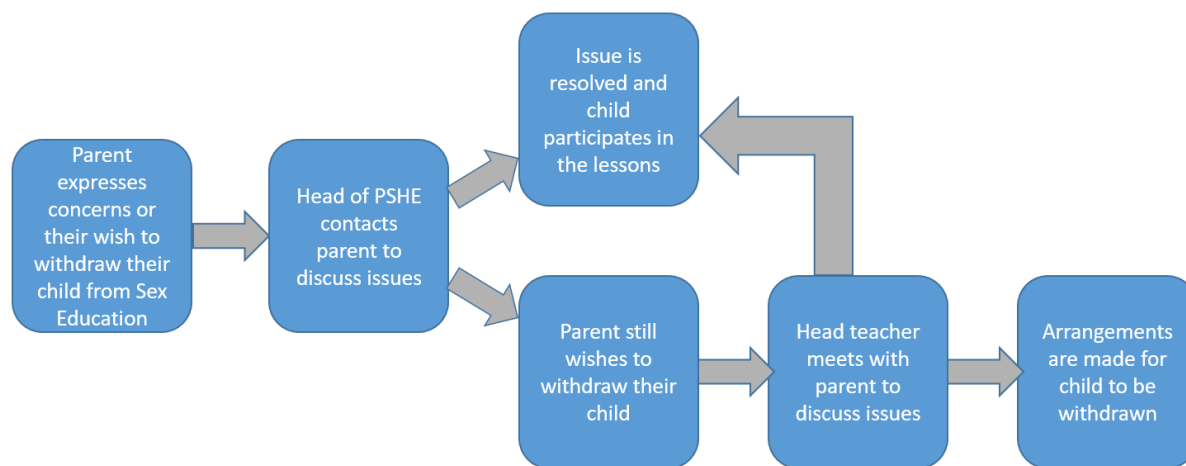 Parent
expresses
concerns or
their wish to
withdraw their
child from Sex
Education
Head of PSHE
contacts
parent to
discuss issues
Issue is
resolved and
child
participates in
the lessons
Parent still
wishes to
withdraw their
child
Head teacher
meets with
parent to
discuss issues
Arrangements
are made for
child to be
withdrawn